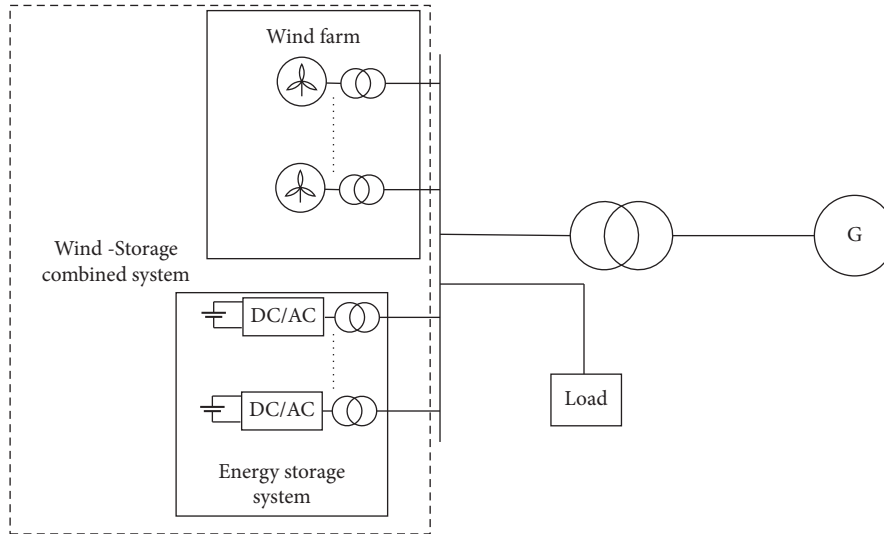 Wind farm
Wind -Storage
combined system
G
DC/AC
DC/AC
Load
Energy storage
system